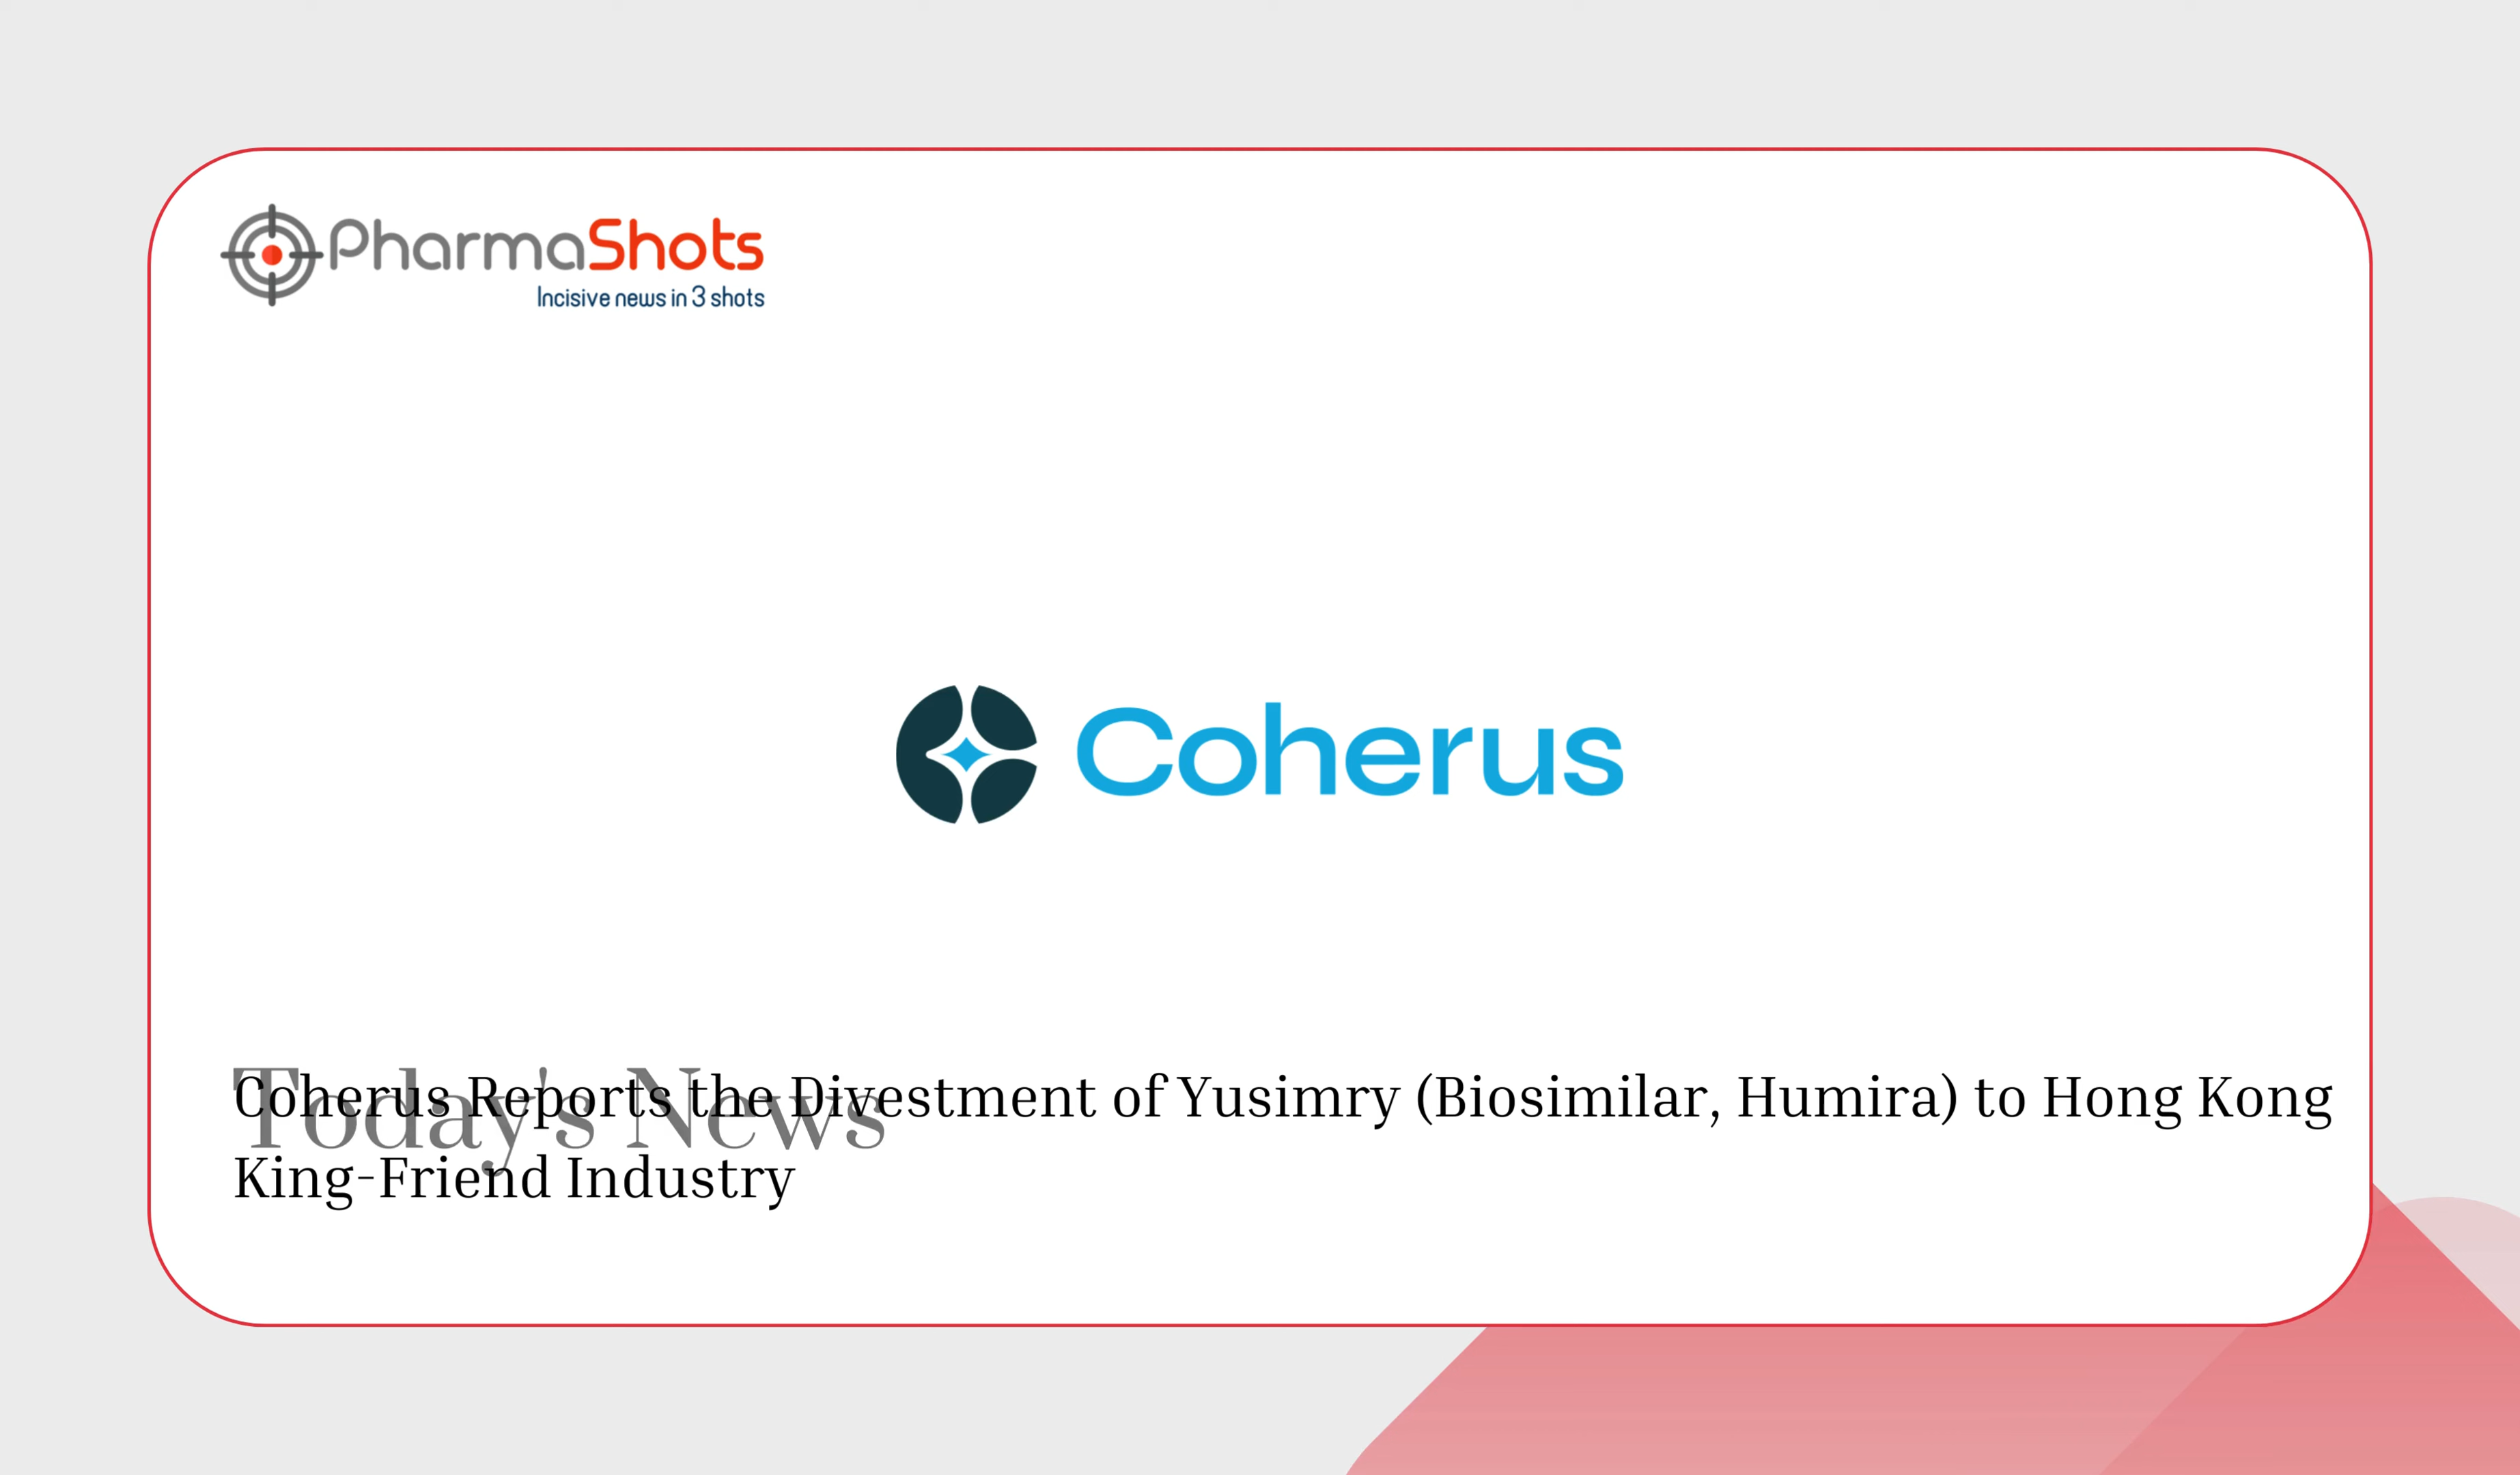 PharmaShots
Incisive news in 3 shots
Coherus
Today's News
Coherus Reports the Divestment of Yusimry (Biosimilar, Humira) to Hong Kong
King-Friend Industry